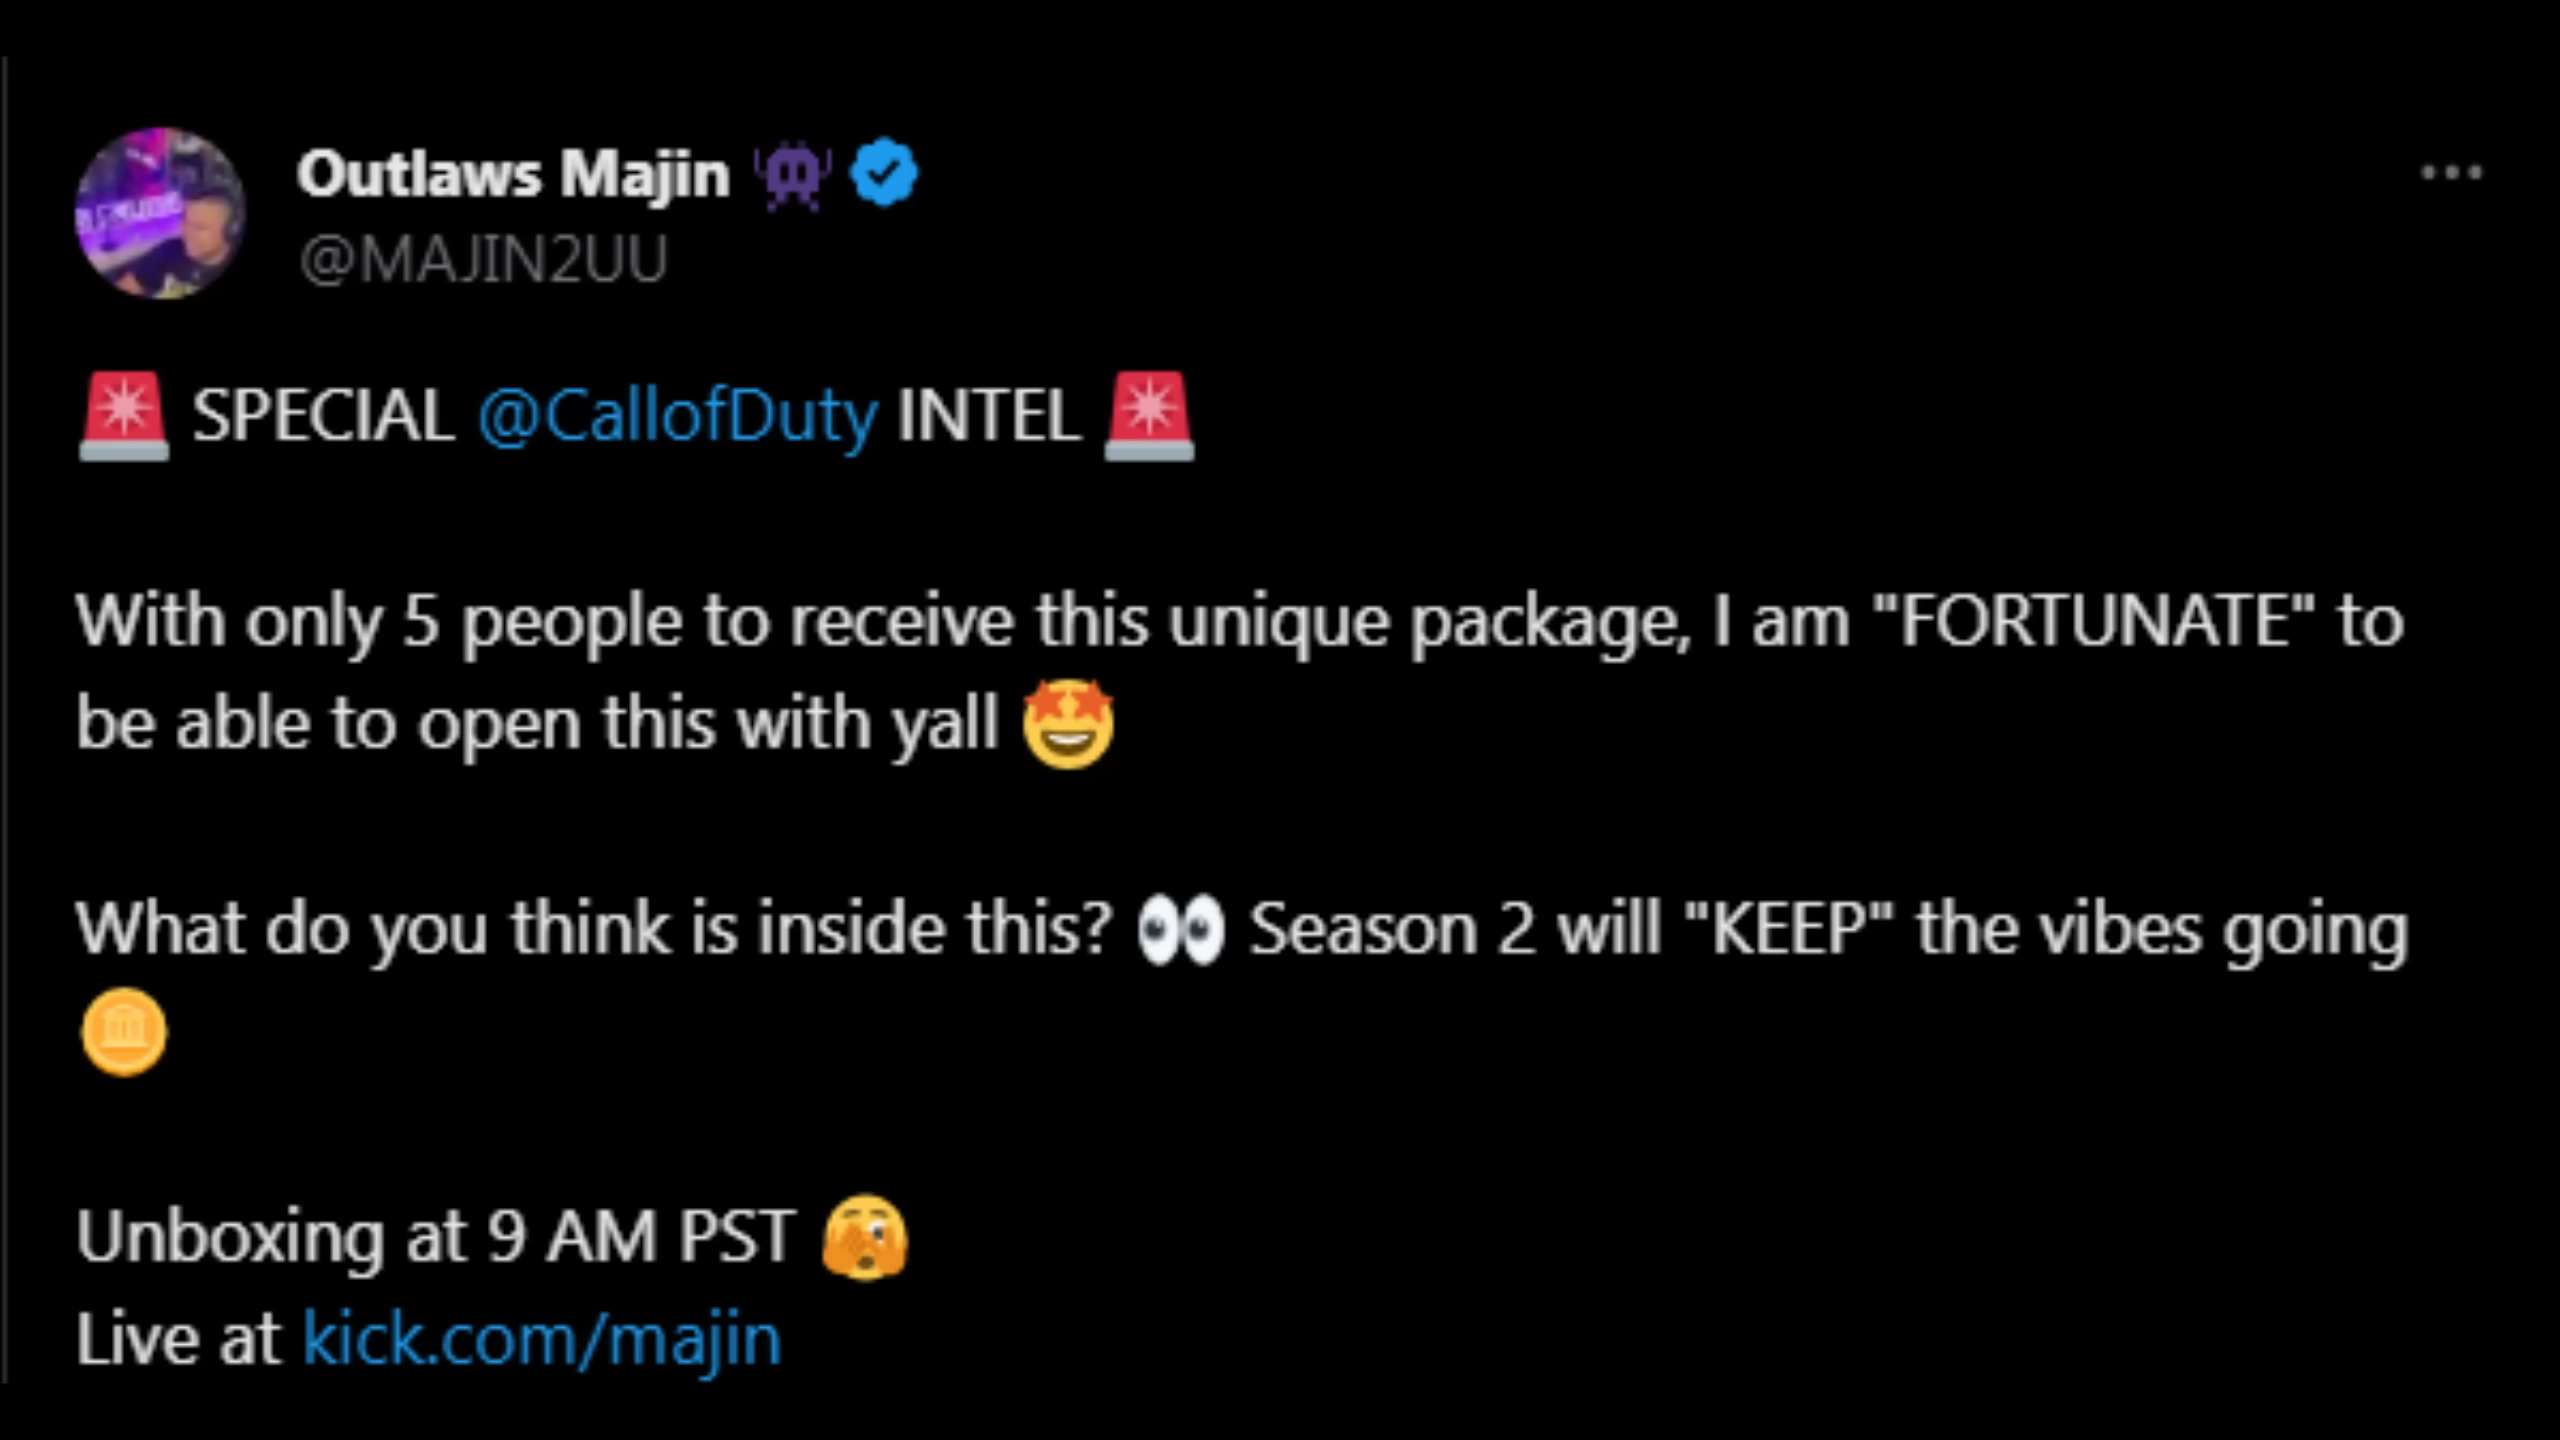 Outlaws Majin 👾
@MAJIN2UU
🚨 SPECIAL @CallofDuty INTEL 🚨
With only 5 people to receive this unique package, I am "FORTUNATE" to
be able to open this with yall 🤩
What do you think is inside this? 👀 Season 2 will "KEEP" the vibes going
🪙
Unboxing at 9 AM PST 🫣
Live at kick.com/majin